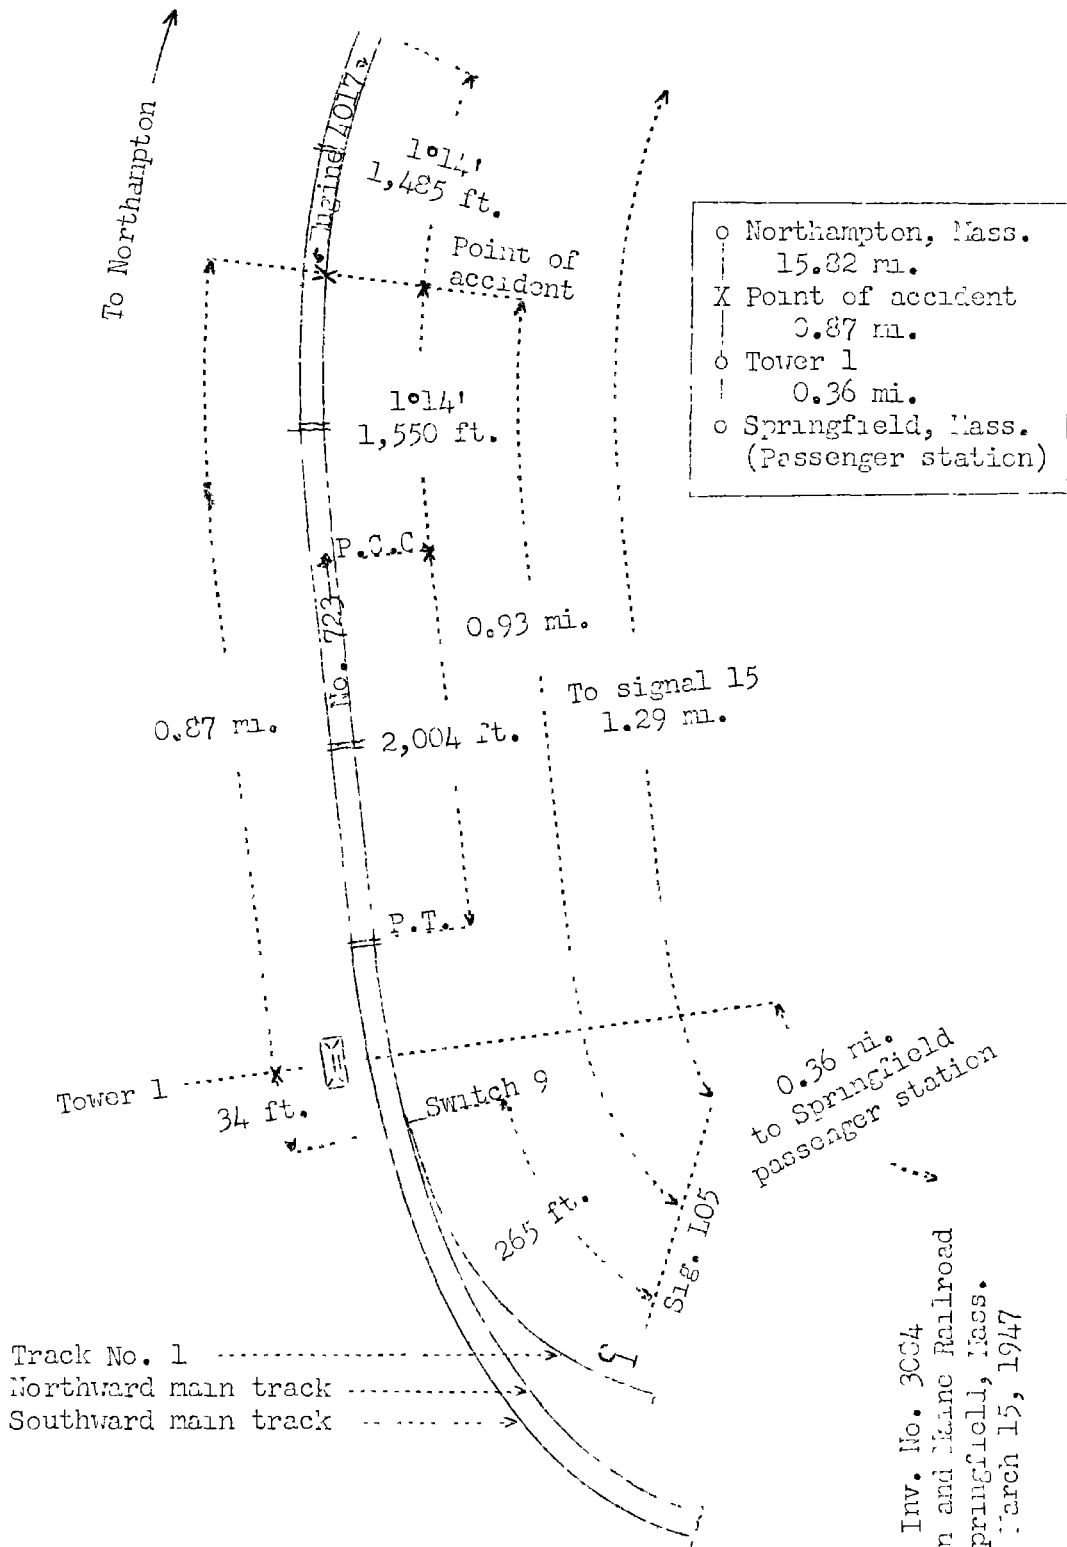 To Northampton
Engine 4017
1°14'
1,485 ft.
Point of
accident
o Northampton, Mass.
15.82 mi.
X Point of accident
0.87 mi.
o Tower 1
0.36 mi.
o Springfield, Mass.
(Passenger station)
1°14'
1,550 ft.
P.C.C.
No. 723
0.93 mi.
To signal 15
1.29 mi.
0.87 mi.
2,004 ft.
P.T.
Tower 1
34 ft.
Switch 9
0.36 mi.
to Springfield
passenger station
265 ft.
Sig. L05
Track No. 1
Northward main track
Southward main track
Inv. No.
n and Maine Railroad
pringfield, Mass.
March 15, 1947